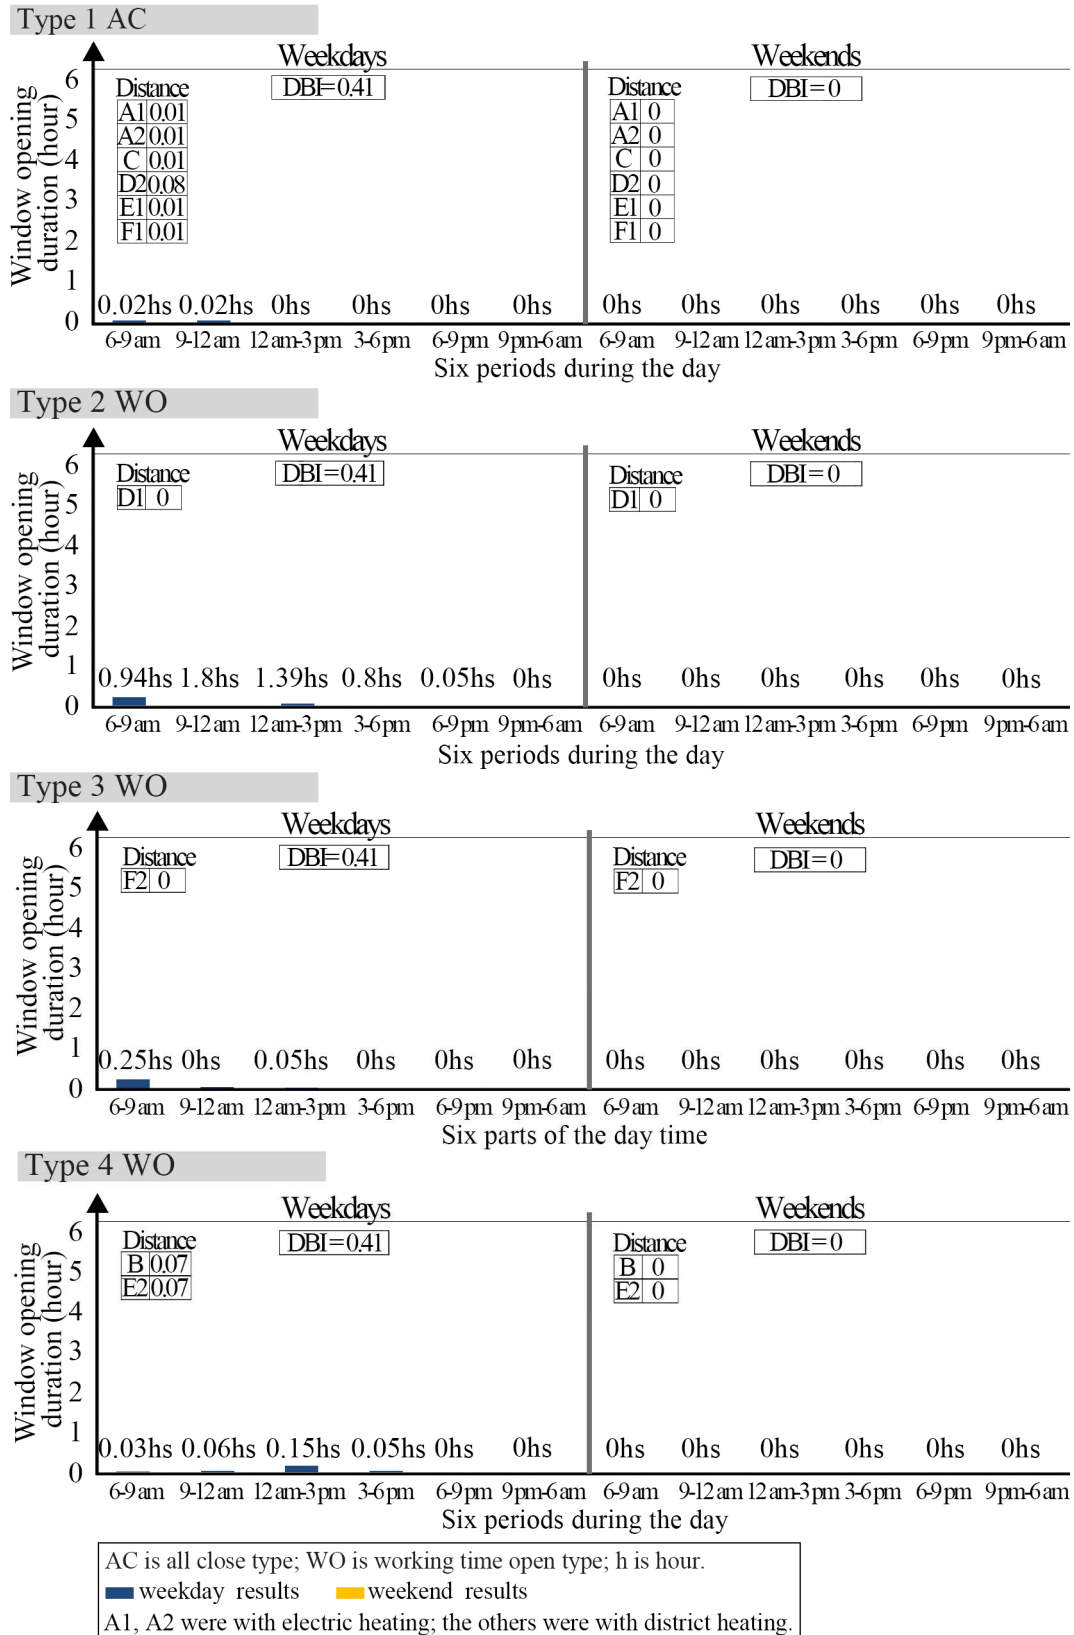 Type 1 AC
Weekdays Weekends
Window opening
duration (hour)
6
5
4
3
2
1
0
Distance
A1 0.01
A2 0.01
C 0.01
D2 0.08
E1 0.01
F1 0.01
DBI=0.41
Distance
A1 0
A2 0
C 0
D2 0
E1 0
F1 0
DBI=0
0.02hs 0.02hs 0hs 0hs 0hs 0hs 0hs 0hs 0hs 0hs 0hs 0hs
6-9am 9-12am 12am-3pm 3-6pm 6-9pm 9pm-6am 6-9am 9-12am 12am-3pm 3-6pm 6-9pm 9pm-6am
Six periods during the day
Type 2 WO
Weekdays Weekends
Window opening
duration (hour)
6
5
4
3
2
1
0
Distance
D1 0
DBI=0.41
Distance
D1 0
DBI=0
0.94hs 1.8hs 1.39hs 0.8hs 0.05hs 0hs 0hs 0hs 0hs 0hs 0hs 0hs
6-9am 9-12am 12am-3pm 3-6pm 6-9pm 9pm-6am 6-9am 9-12am 12am-3pm 3-6pm 6-9pm 9pm-6am
Six periods during the day
Type 3 WO
Weekdays Weekends
Window opening
duration (hour)
6
5
4
3
2
1
0
Distance
F2 0
DBI=0.41
Distance
F2 0
DBI=0
0.25hs 0hs 0.05hs 0hs 0hs 0hs 0hs 0hs 0hs 0hs 0hs 0hs
6-9am 9-12am 12am-3pm 3-6pm 6-9pm 9pm-6am 6-9am 9-12am 12am-3pm 3-6pm 6-9pm 9pm-6am
Six parts of the day time
Type 4 WO
Weekdays Weekends
Window opening
duration (hour)
6
5
4
3
2
1
0
Distance
B 0.07
E2 0.07
DBI=0.41
Distance
B 0
E2 0
DBI=0
0.03hs 0.06hs 0.15hs 0.05hs 0hs 0hs 0hs 0hs 0hs 0hs 0hs 0hs
6-9am 9-12am 12am-3pm 3-6pm 6-9pm 9pm-6am 6-9am 9-12am 12am-3pm 3-6pm 6-9pm 9pm-6am
Six periods during the day
AC is all close type; WO is working time open type; h is hour.
weekday results weekend results
A1, A2 were with electric heating; the others were with district heating.